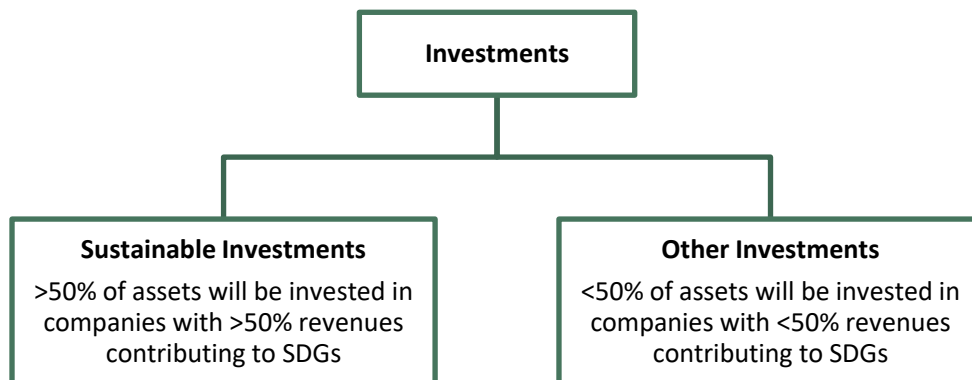 Investments
Sustainable Investments
>50% of assets will be invested in
companies with >50% revenues
contributing to SDGs
Other Investments
<50% of assets will be invested in
companies with <50% revenues
contributing to SDGs